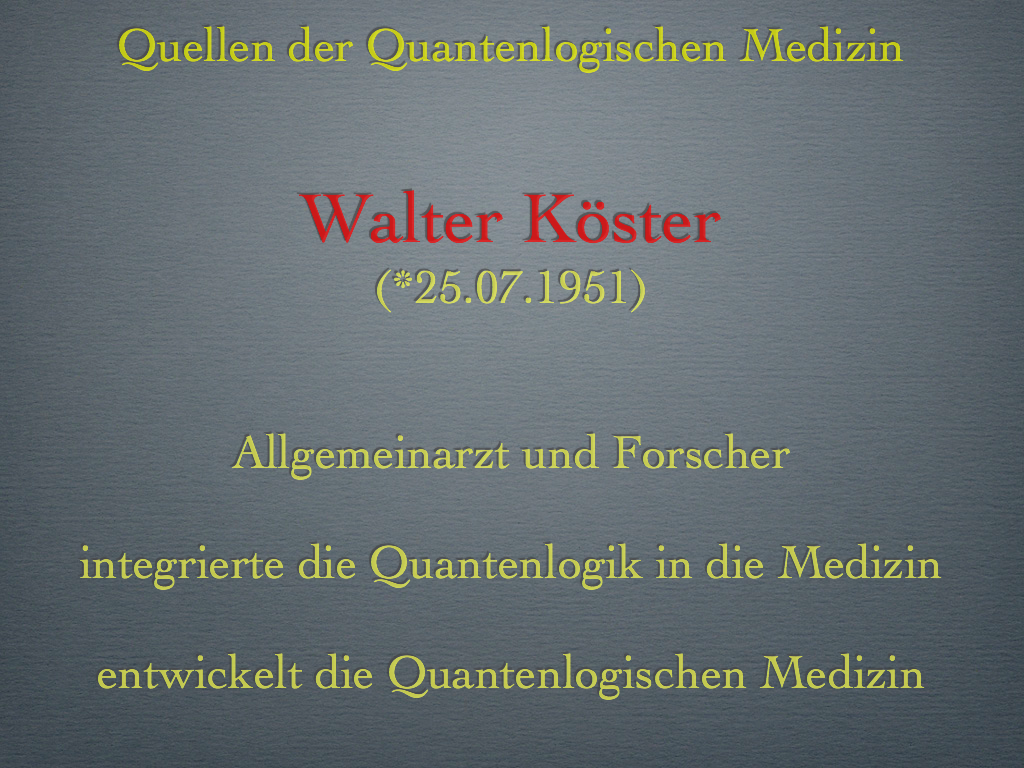 Quellen der Quantenlogischen Medizin
Walter Köster
(*25.07.1951)
Allgemeinarzt und Forscher
integrierte die Quantenlogik in die Medizin
entwickelt die Quantenlogischen Medizin